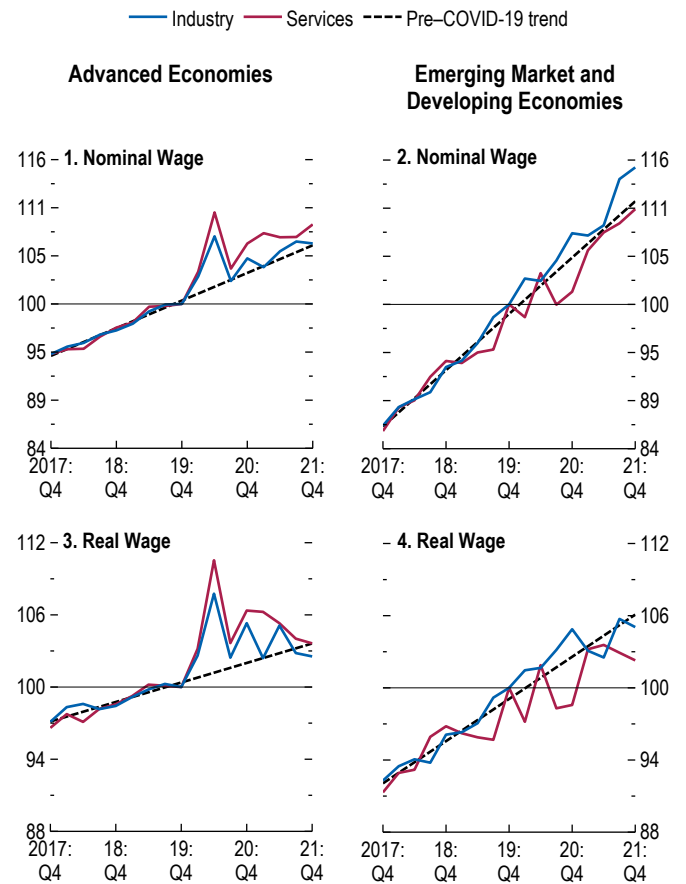 Industry Services Pre–COVID-19 trend
Advanced Economies
Emerging Market and
Developing Economies
1. Nominal Wage
116
111
105
100
95
89
84
2017:
Q4
18:
Q4
19:
Q4
20:
Q4
21:
Q4
2. Nominal Wage
116
111
105
100
95
89
84
2017:
Q4
18:
Q4
19:
Q4
20:
Q4
21:
Q4
3. Real Wage
112
106
100
94
88
2017:
Q4
18:
Q4
19:
Q4
20:
Q4
21:
Q4
4. Real Wage
112
106
100
94
88
2017:
Q4
18:
Q4
19:
Q4
20:
Q4
21:
Q4